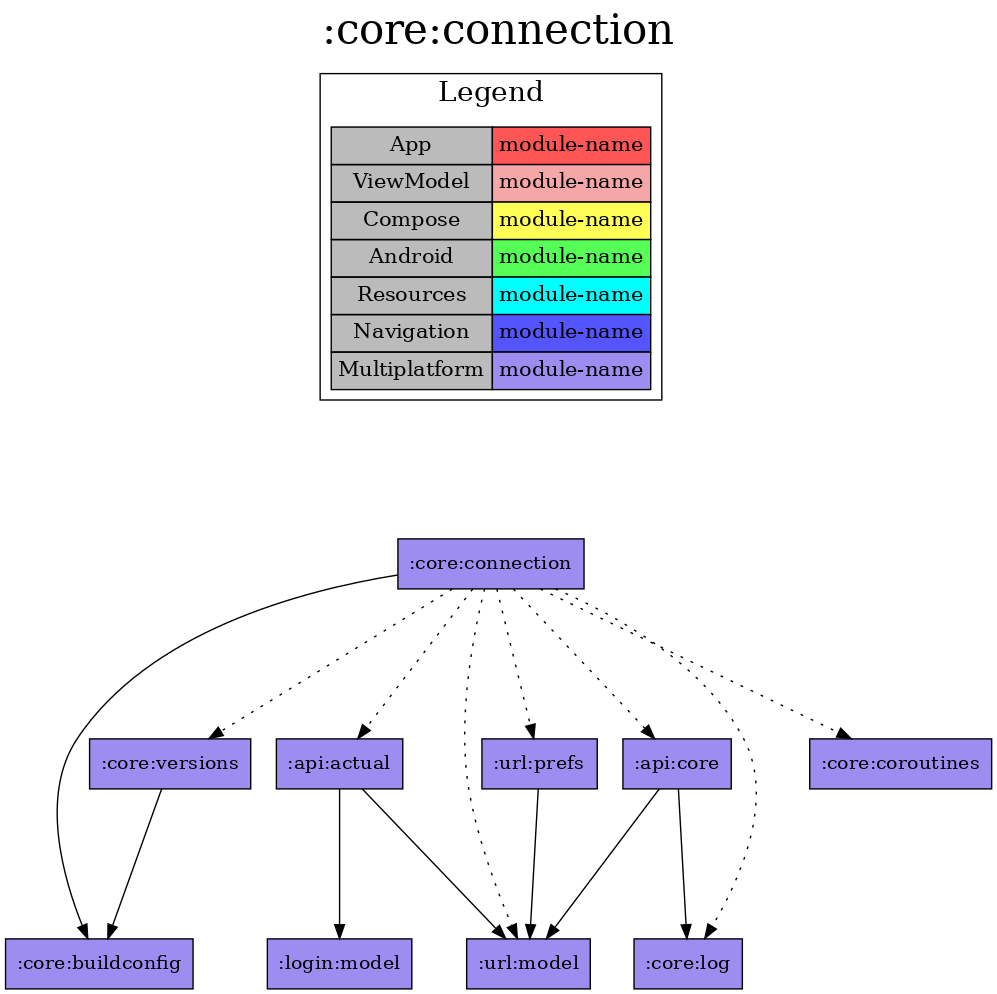 :core:connection
Legend
App module-name
ViewModel module-name
Compose module-name
Android module-name
Resources module-name
Navigation module-name
Multiplatform module-name
:core:connection
:core:versions :api:actual :url:prefs :api:core :core:coroutines
:core:buildconfig :login:model :url:model :core:log